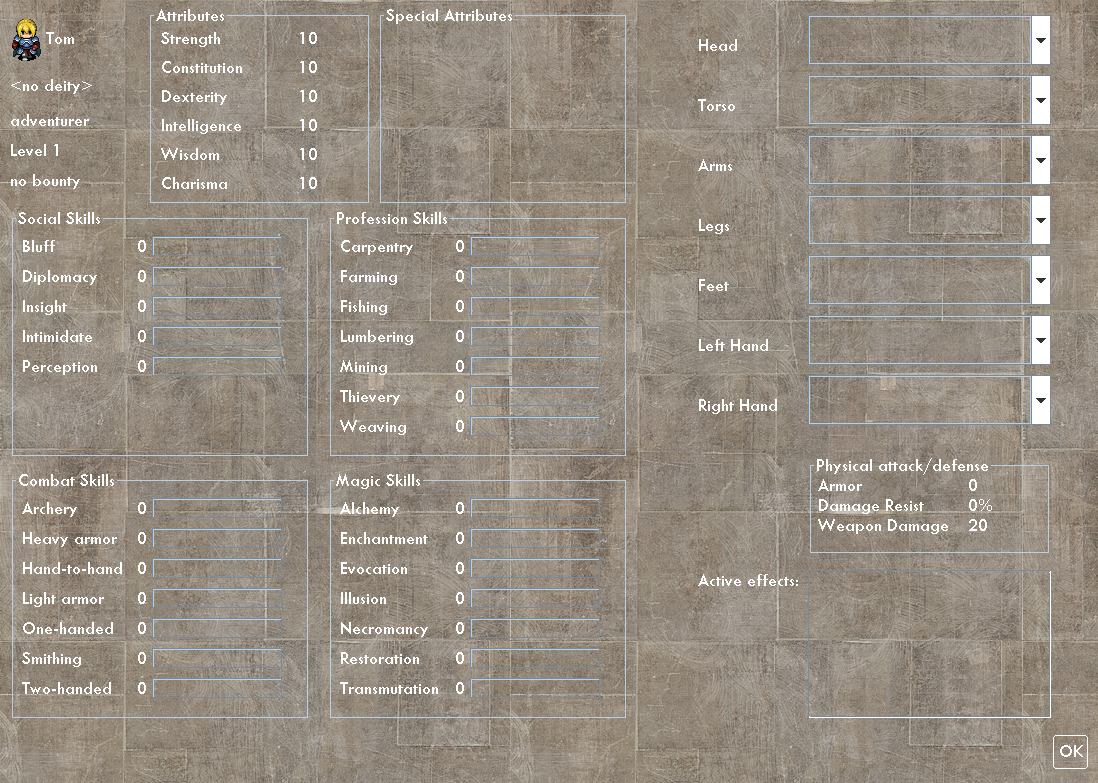 Tom
<no deity>
adventurer
Level 1
no bounty
Attributes
Strength 10
Constitution 10
Dexterity 10
Intelligence 10
Wisdom 10
Charisma 10
Special Attributes
Social Skills
Bluff 0
Diplomacy 0
Insight 0
Intimidate 0
Perception 0
Profession Skills
Carpentry 0
Farming 0
Fishing 0
Lumbering 0
Mining 0
Thievery 0
Weaving 0
Combat Skills
Archery 0
Heavy armor 0
Hand-to-hand 0
Light armor 0
One-handed 0
Smithing 0
Two-handed 0
Magic Skills
Alchemy 0
Enchantment 0
Evocation 0
Illusion 0
Necromancy 0
Restoration 0
Transmutation 0
Head
Torso
Arms
Legs
Feet
Left Hand
Right Hand
Physical attack/defense
Armor 0
Damage Resist 0%
Weapon Damage 20
Active effects:
OK